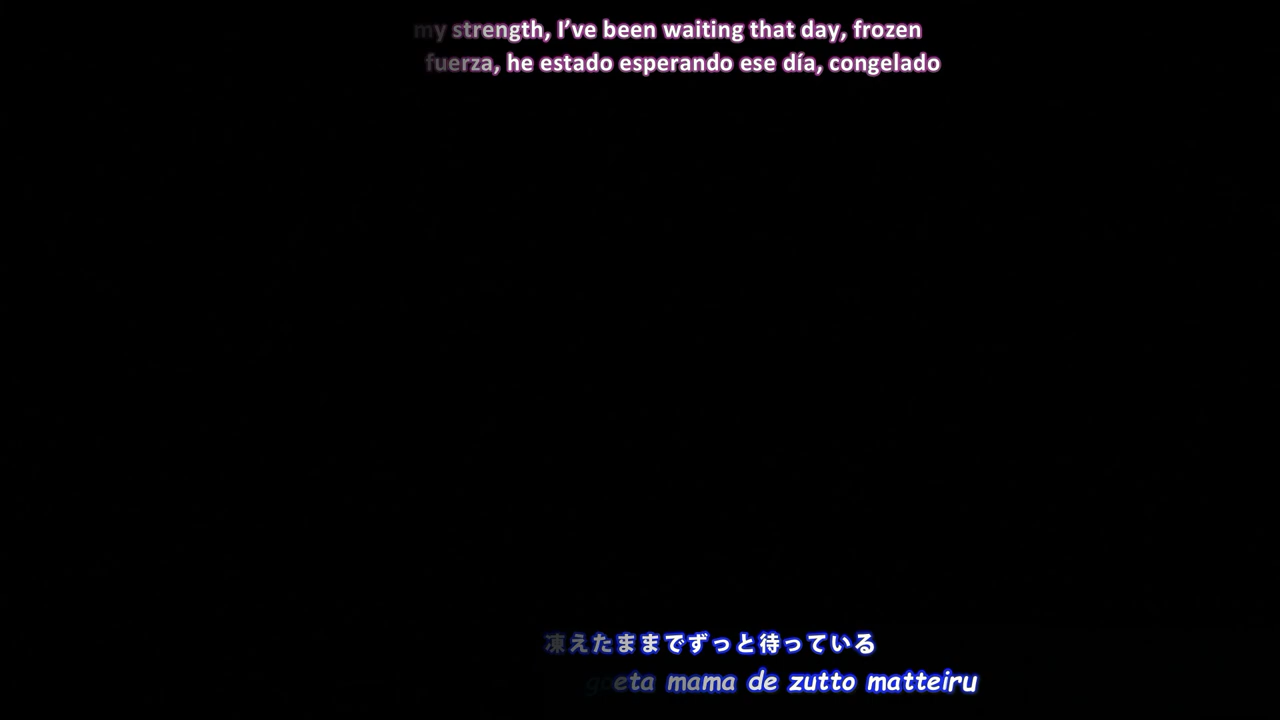 my strength, I’ve been waiting that day, frozen
fuerza, he estado esperando ese día, congelado
凍えたままでずっと待っている
goeta mama de zutto matteiru